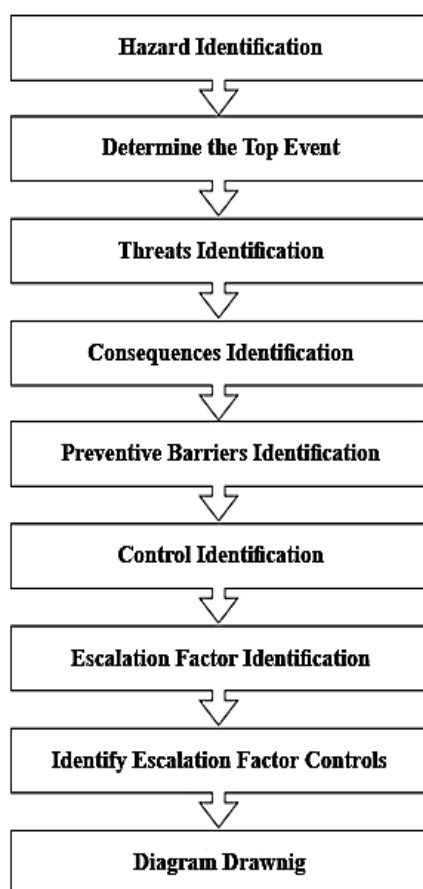 Hazard Identification
Determine the Top Event
Threats Identification
Consequences Identification
Preventive Barriers Identification
Control Identification
Escalation Factor Identification
Identify Escalation Factor Controls
Diagram Drawnig